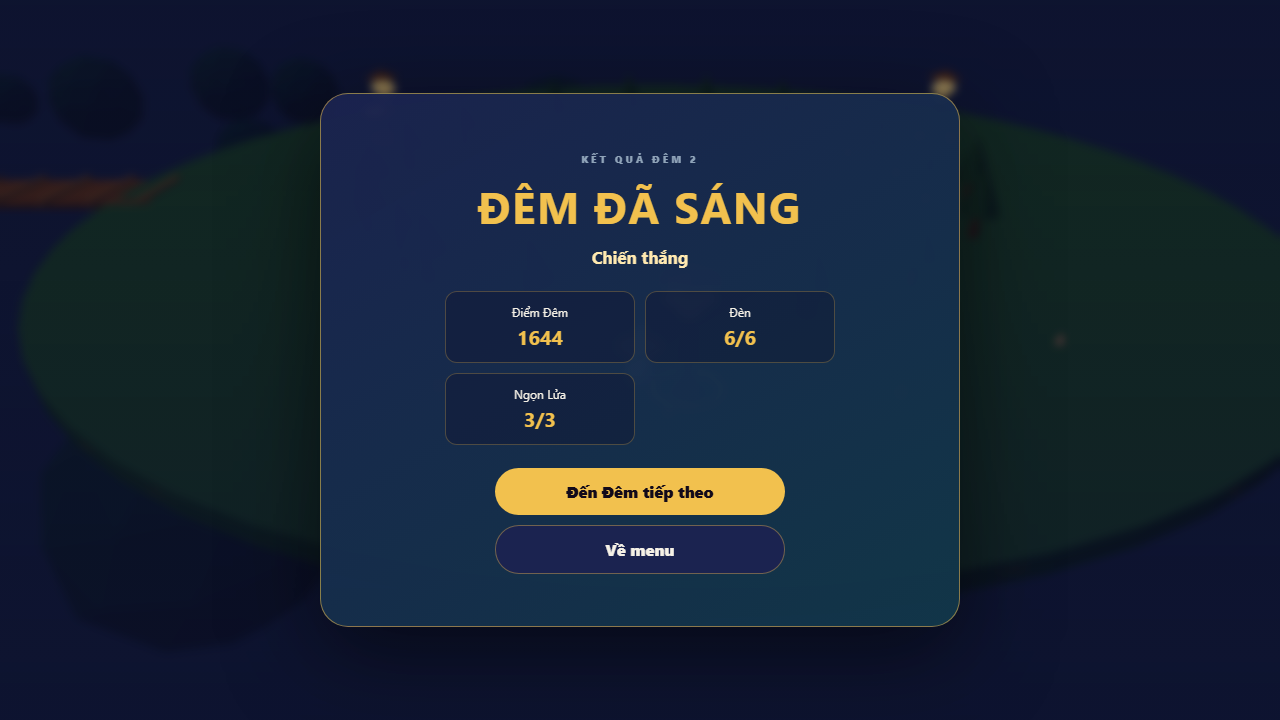 KẾT QUẢ ĐÊM 2
ĐÊM ĐÃ SÁNG
Chiến thắng
Điểm Đêm
1644
Đèn
6/6
Ngọn Lửa
3/3
Đến Đêm tiếp theo
Về menu